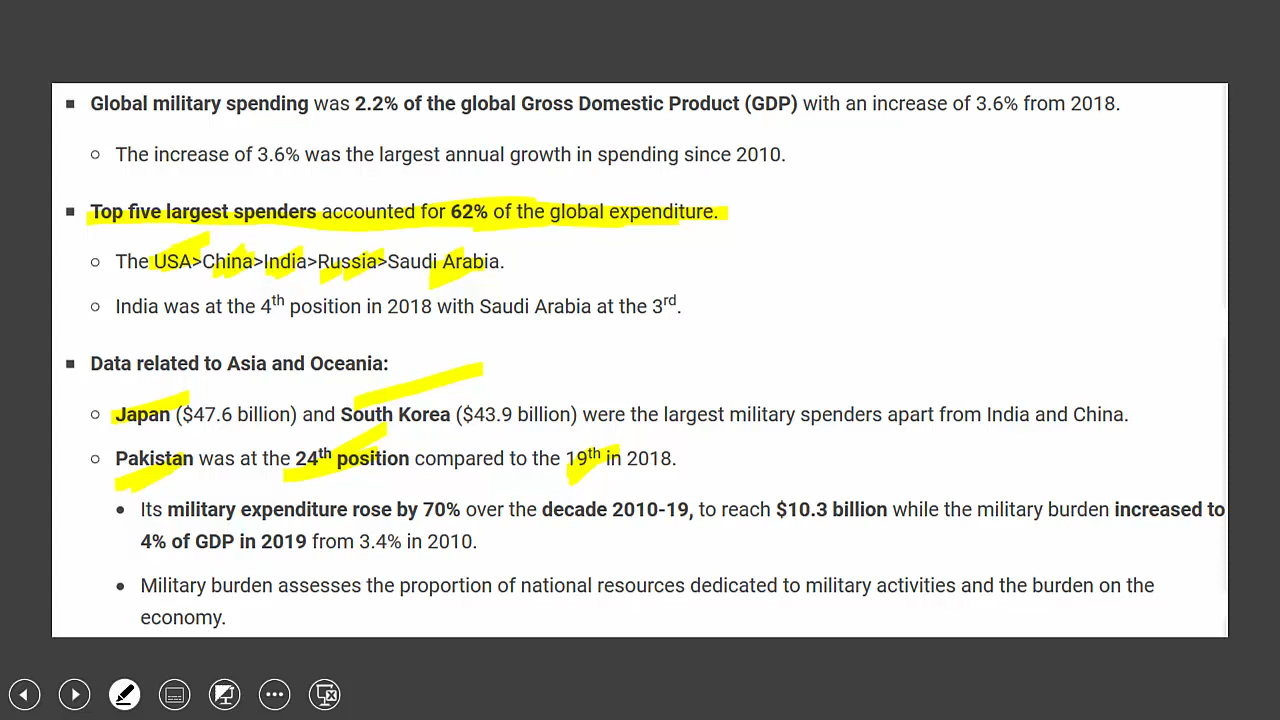 Global military spending was 2.2% of the global Gross Domestic Product (GDP) with an increase of 3.6% from 2018.
The increase of 3.6% was the largest annual growth in spending since 2010.
Top five largest spenders accounted for 62% of the global expenditure.
The USA>China>India>Russia>Saudi Arabia.
India was at the 4th position in 2018 with Saudi Arabia at the 3rd.
Data related to Asia and Oceania:
Japan ($47.6 billion) and South Korea ($43.9 billion) were the largest military spenders apart from India and China.
Pakistan was at the 24th position compared to the 19th in 2018.
Its military expenditure rose by 70% over the decade 2010-19, to reach $10.3 billion while the military burden increased to
4% of GDP in 2019 from 3.4% in 2010.
Military burden assesses the proportion of national resources dedicated to military activities and the burden on the
economy.